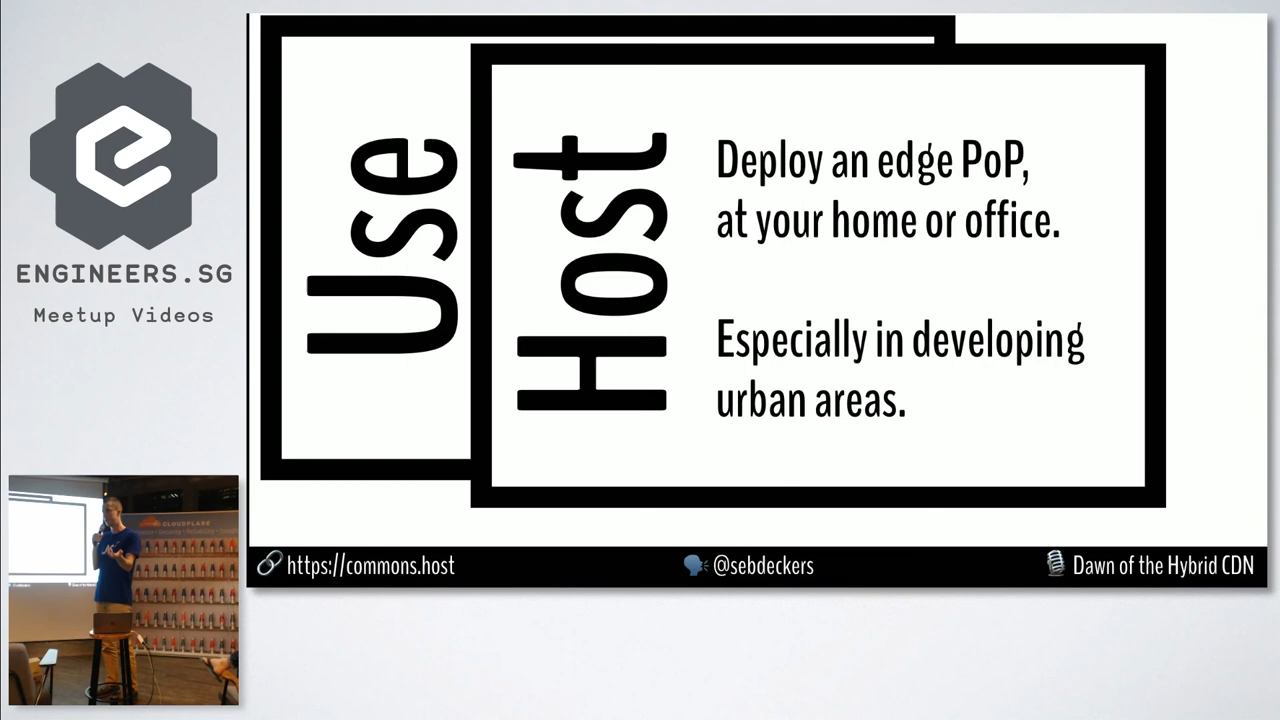 ENGINEERS.SG
Meetup Videos
Use
Host
Deploy an edge PoP,
at your home or office.
Especially in developing
urban areas.
https://commons.host
@sebdeckers
Dawn of the Hybrid CDN
CLOUDFLARE